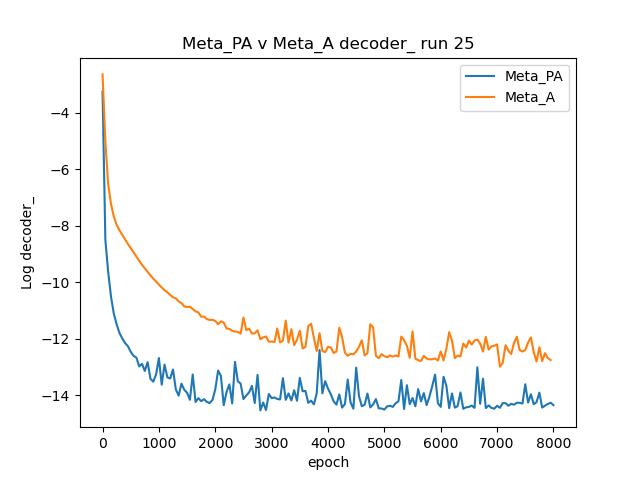 Meta_PA v Meta_A decoder_ run 25
Meta_PA
Meta_A
Log decoder_
−4
−6
−8
−10
−12
−14
0 1000 2000 3000 4000 5000 6000 7000 8000
epoch